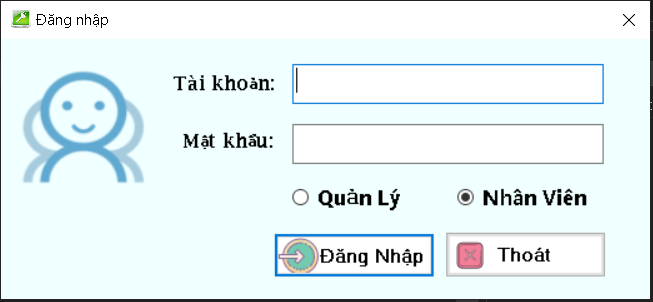 Đăng nhập
Tài khoản:
Mật khẩu:
Quản Lý Nhân Viên
Đăng Nhập Thoát